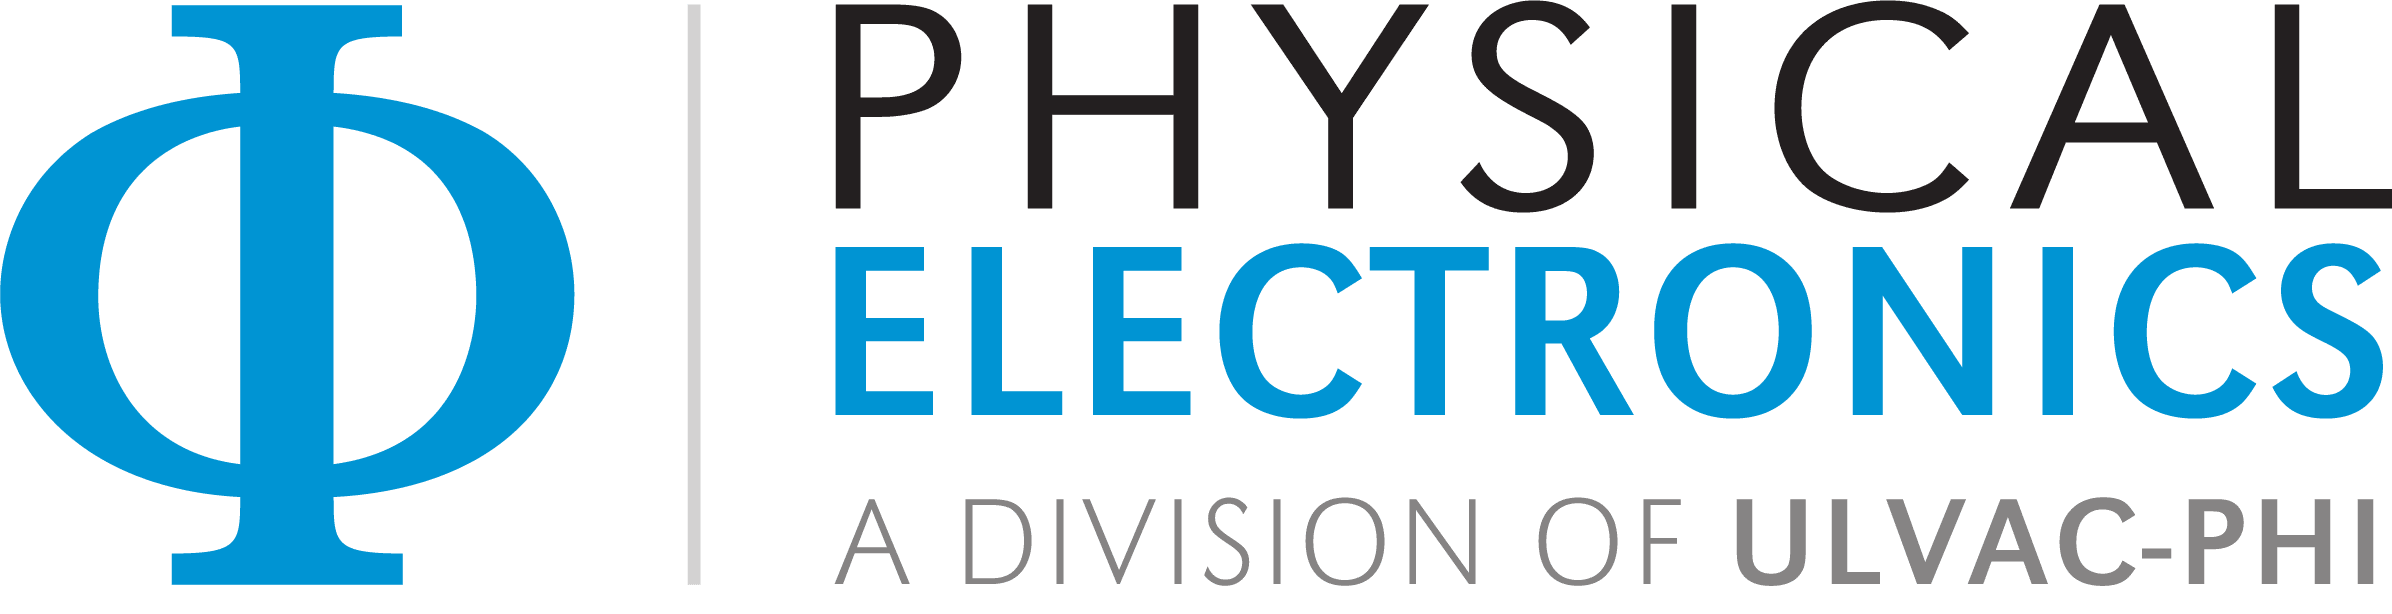 Φ
PHYSICAL
ELECTRONICS
A DIVISION OF ULVAC-PHI